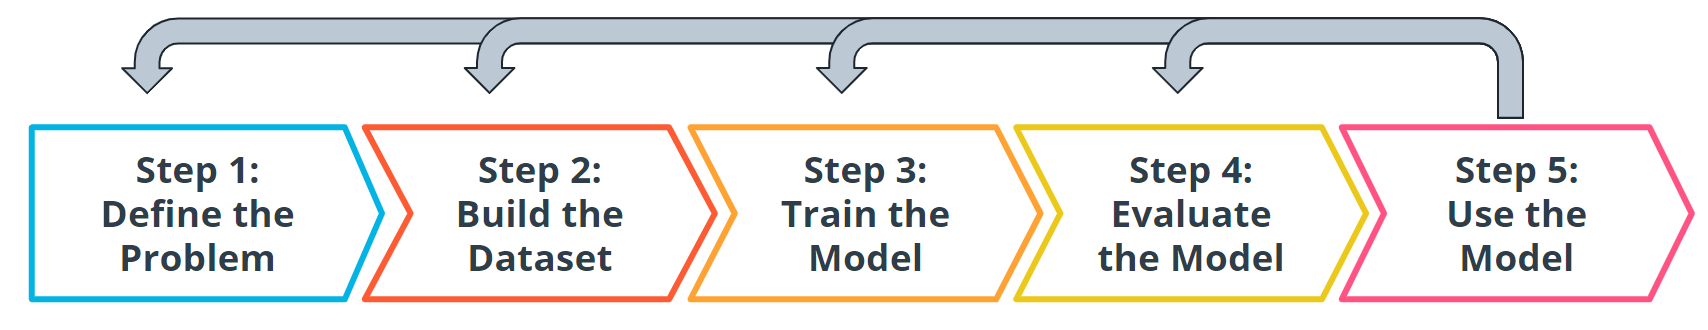 Step 1:
Define the
Problem
Step 2:
Build the
Dataset
Step 3:
Train the
Model
Step 4:
Evaluate
the Model
Step 5:
Use the
Model